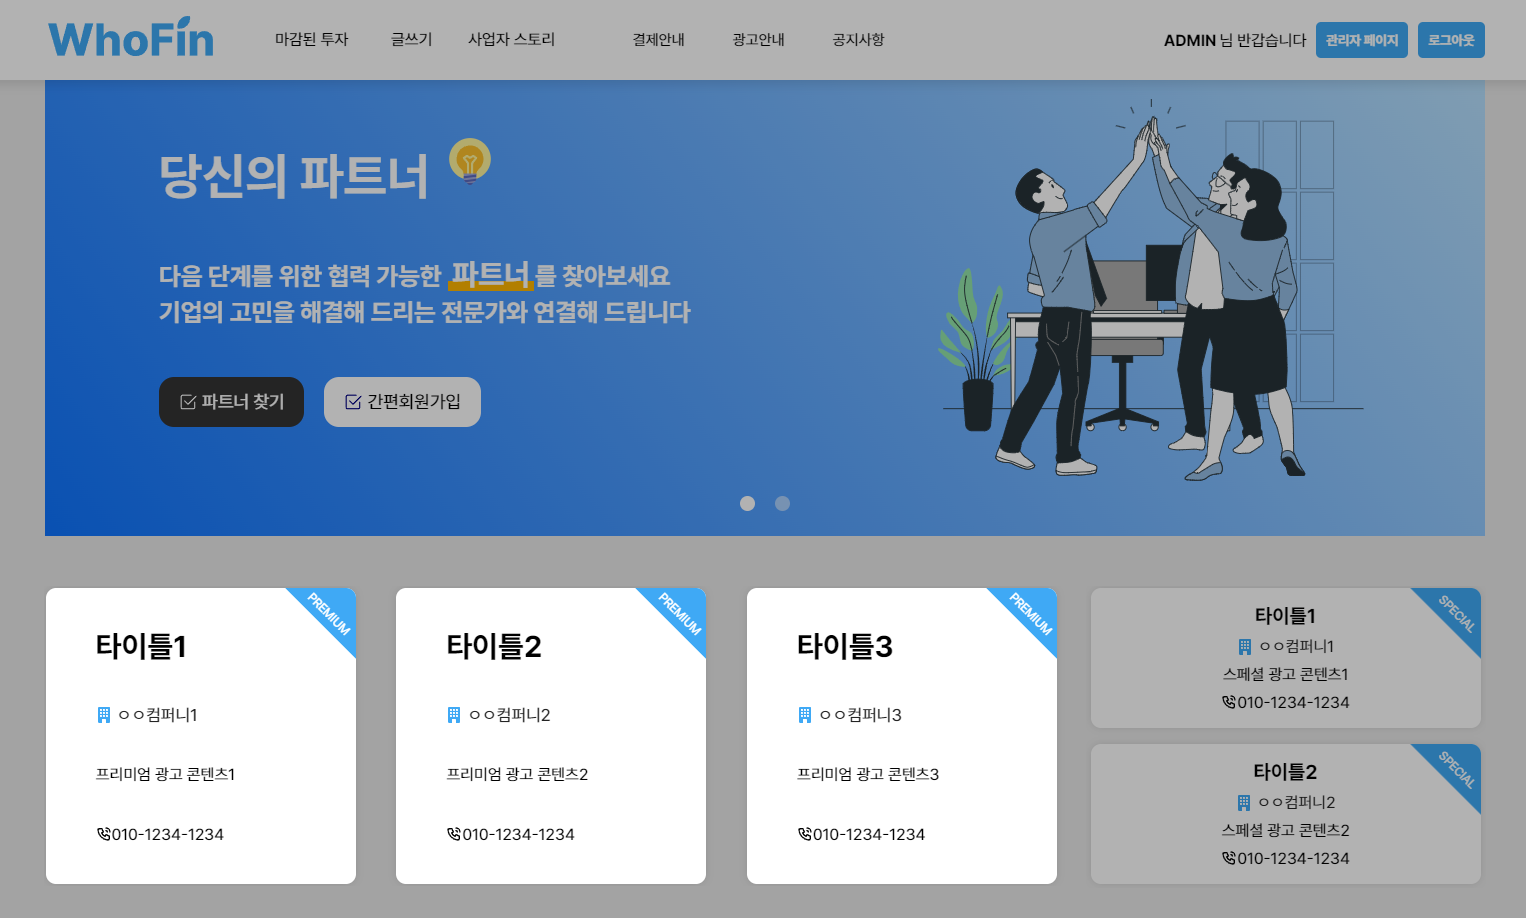 WhoFin
마감된 투자 글쓰기 사업자 스토리 결제안내 광고안내 공지사항
ADMIN 님 반갑습니다 관리자 페이지 로그아웃
당신의 파트너
다음 단계를 위한 협력 가능한 파트너 를 찾아보세요
기업의 고민을 해결해 드리는 전문가와 연결해 드립니다
파트너 찾기 간편회원가입
PREMIUM
타이틀1
ㅇㅇ컴퍼니1
프리미엄 광고 콘텐츠1
010-1234-1234
PREMIUM
타이틀2
ㅇㅇ컴퍼니2
프리미엄 광고 콘텐츠2
010-1234-1234
PREMIUM
타이틀3
ㅇㅇ컴퍼니3
프리미엄 광고 콘텐츠3
010-1234-1234
SPECIAL
타이틀1
ㅇㅇ컴퍼니1
스페셜 광고 콘텐츠1
010-1234-1234
SPECIAL
타이틀2
ㅇㅇ컴퍼니2
스페셜 광고 콘텐츠2
010-1234-1234